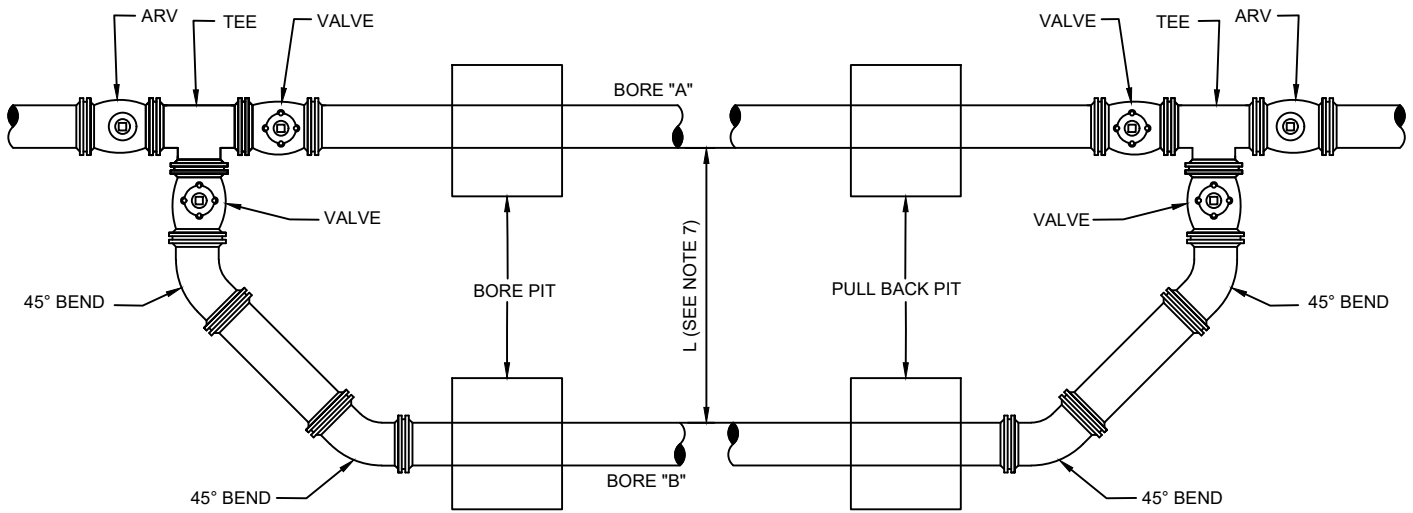 ARV
TEE
VALVE
VALVE
TEE
ARV
BORE "A"
VALVE
VALVE
L (SEE NOTE 7)
BORE PIT
PULL BACK PIT
45° BEND
45° BEND
BORE "B"
45° BEND
45° BEND